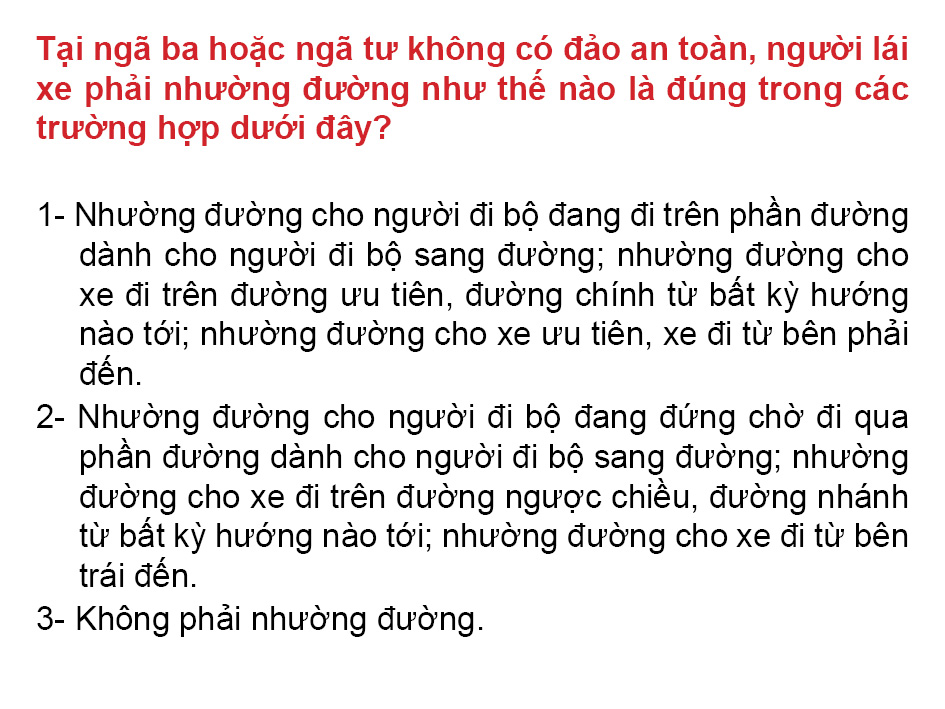 Tại ngã ba hoặc ngã tư không có đảo an toàn, người lái
xe phải nhường đường như thế nào là đúng trong các
trường hợp dưới đây?
1- Nhường đường cho người đi bộ đang đi trên phần đường
dành cho người đi bộ sang đường; nhường đường cho
xe đi trên đường ưu tiên, đường chính từ bất kỳ hướng
nào tới; nhường đường cho xe ưu tiên, xe đi từ bên phải
đến.
2- Nhường đường cho người đi bộ đang đứng chờ đi qua
phần đường dành cho người đi bộ sang đường; nhường
đường cho xe đi trên đường ngược chiều, đường nhánh
từ bất kỳ hướng nào tới; nhường đường cho xe đi từ bên
trái đến.
3- Không phải nhường đường.